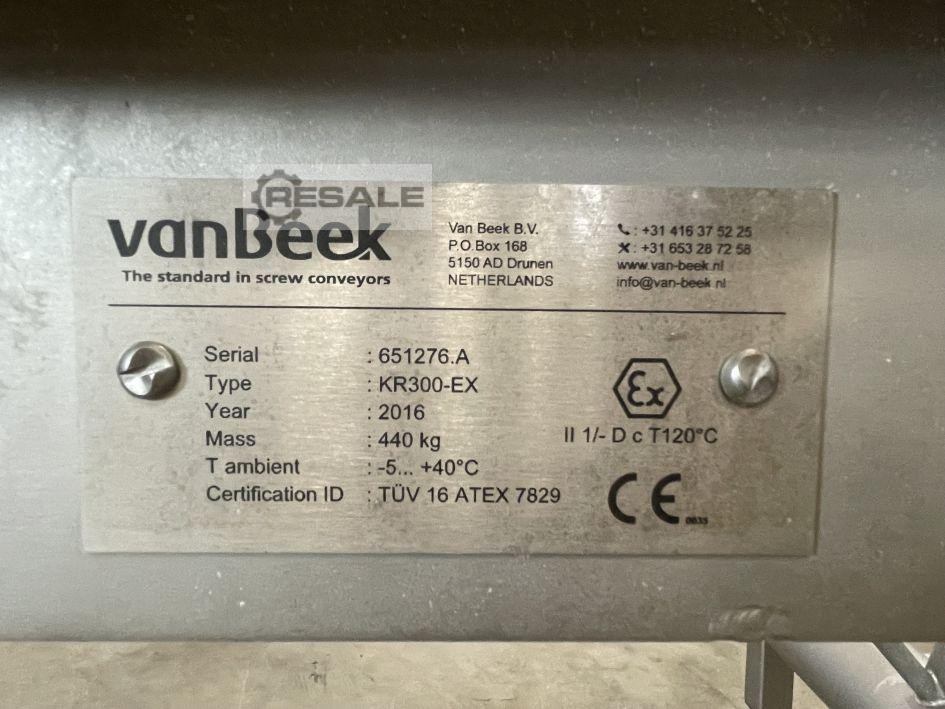 RESALE
vanBeek
The standard in screw conveyors
Van Beek B.V.
P.O.Box 168
5150 AD Drunen
NETHERLANDS
: +31 416 37 52 25
: +31 653 28 72 58
www.van-beek.nl
info@van-beek.nl
Serial : 651276.A
Type : KR300-EX
Year : 2016
Mass : 440 kg
T ambient : -5... +40°C
Certification ID : TÜV 16 ATEX 7829
Ex
II 1/- D c T120°C
CE 0035